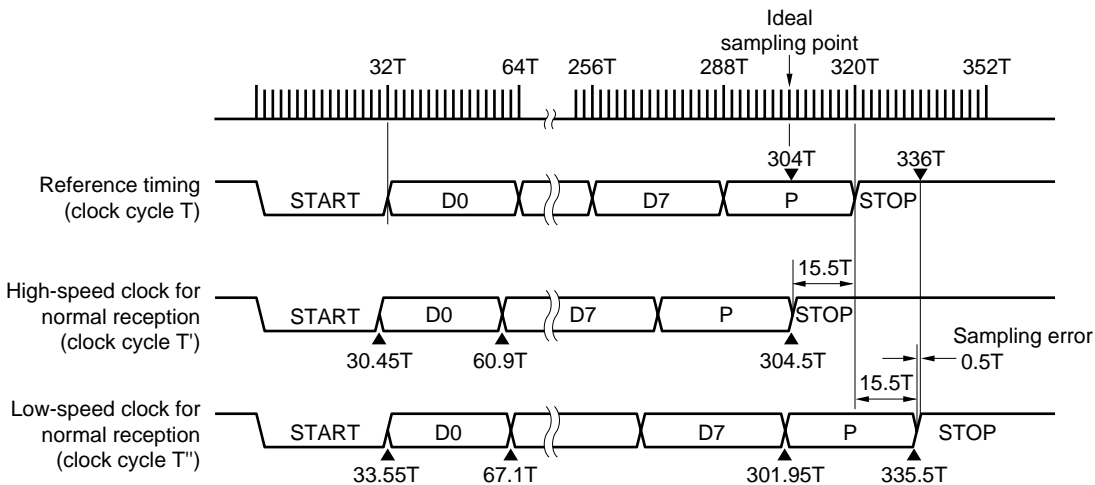 Ideal
sampling point
32T 64T 256T 288T 320T 352T
304T 336T
Reference timing
(clock cycle T)
START D0 D7 P STOP
15.5T
High-speed clock for
normal reception
(clock cycle T')
START D0 D7 P STOP
30.45T 60.9T 304.5T
Sampling error
0.5T
15.5T
Low-speed clock for
normal reception
(clock cycle T")
START D0 D7 P STOP
33.55T 67.1T 301.95T 335.5T